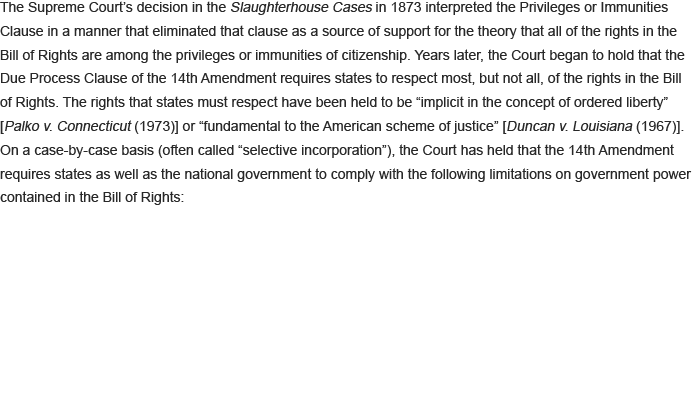 The Supreme Court’s decision in the Slaughterhouse Cases in 1873 interpreted the Privileges or Immunities
Clause in a manner that eliminated that clause as a source of support for the theory that all of the rights in the
Bill of Rights are among the privileges or immunities of citizenship. Years later, the Court began to hold that the
Due Process Clause of the 14th Amendment requires states to respect most, but not all, of the rights in the Bill
of Rights. The rights that states must respect have been held to be “implicit in the concept of ordered liberty”
[Palko v. Connecticut (1973)] or “fundamental to the American scheme of justice” [Duncan v. Louisiana (1967)].
On a case-by-case basis (often called “selective incorporation”), the Court has held that the 14th Amendment
requires states as well as the national government to comply with the following limitations on government power
contained in the Bill of Rights: